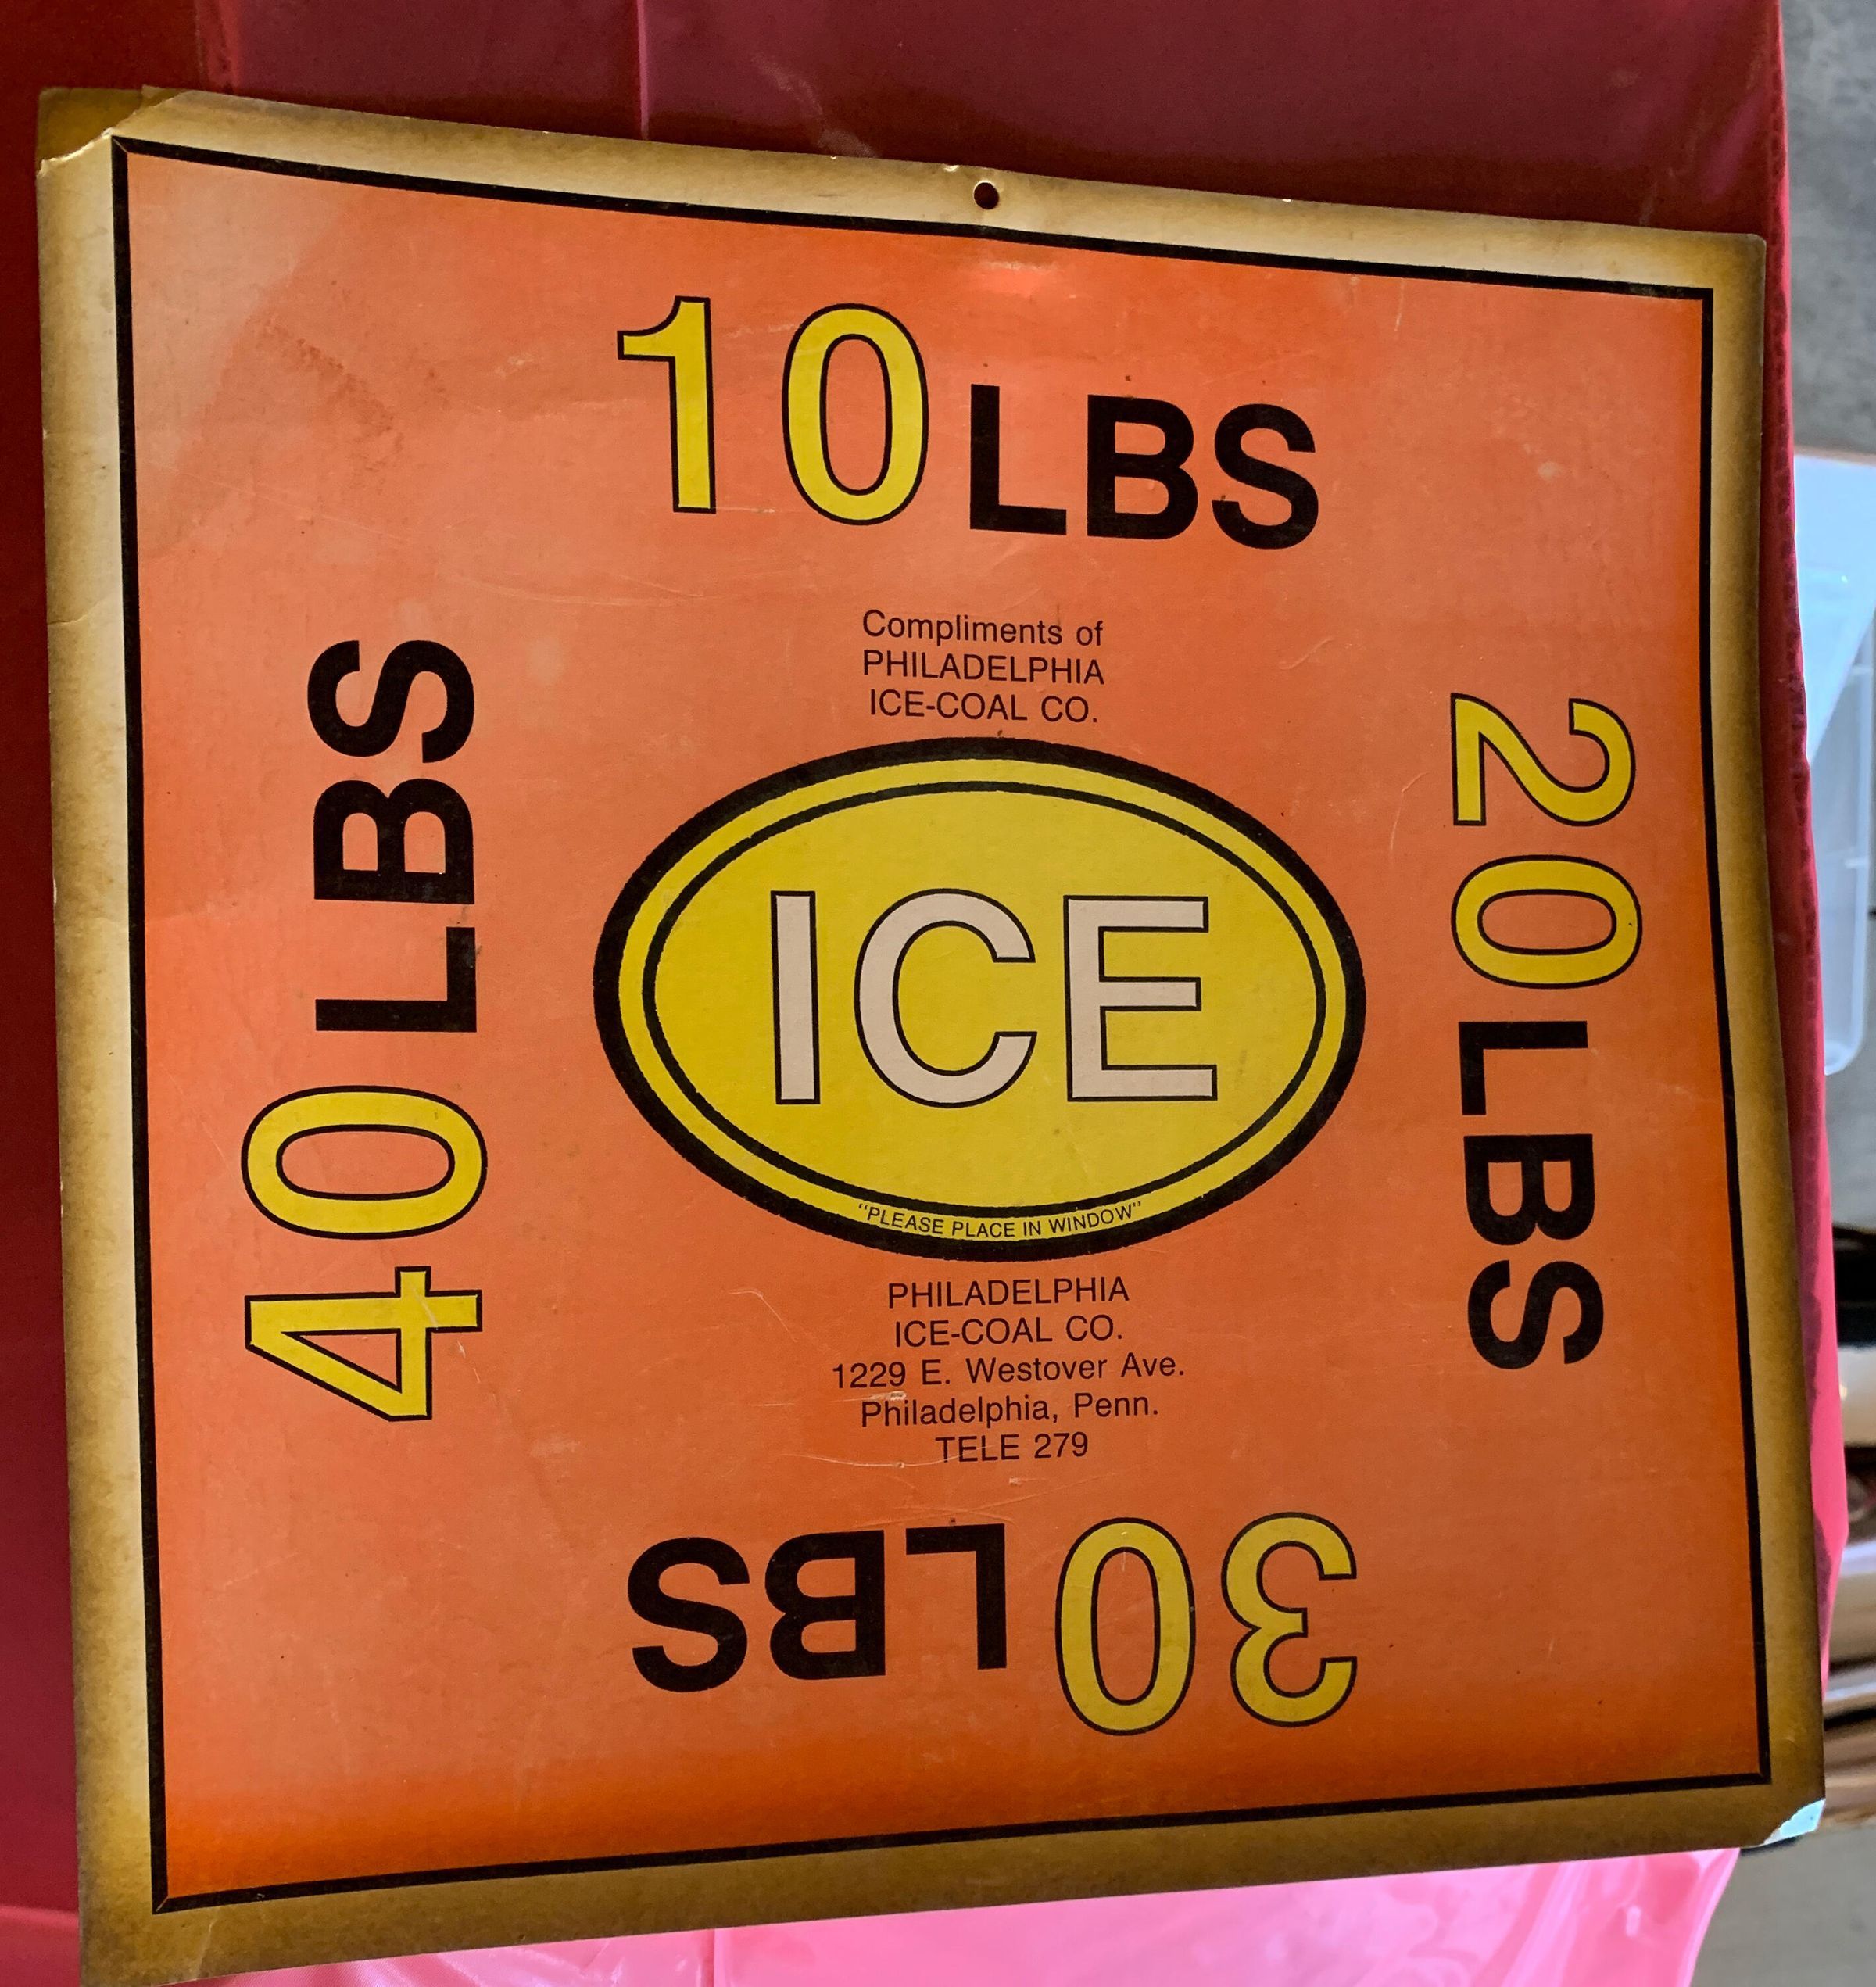 10 LBS
Compliments of
PHILADELPHIA
ICE-COAL CO.
20 LBS
40 LBS
ICE
"PLEASE PLACE IN WINDOW"
PHILADELPHIA
ICE-COAL CO.
1229 E. Westover Ave.
Philadelphia, Penn.
TELE 279
30 LBS